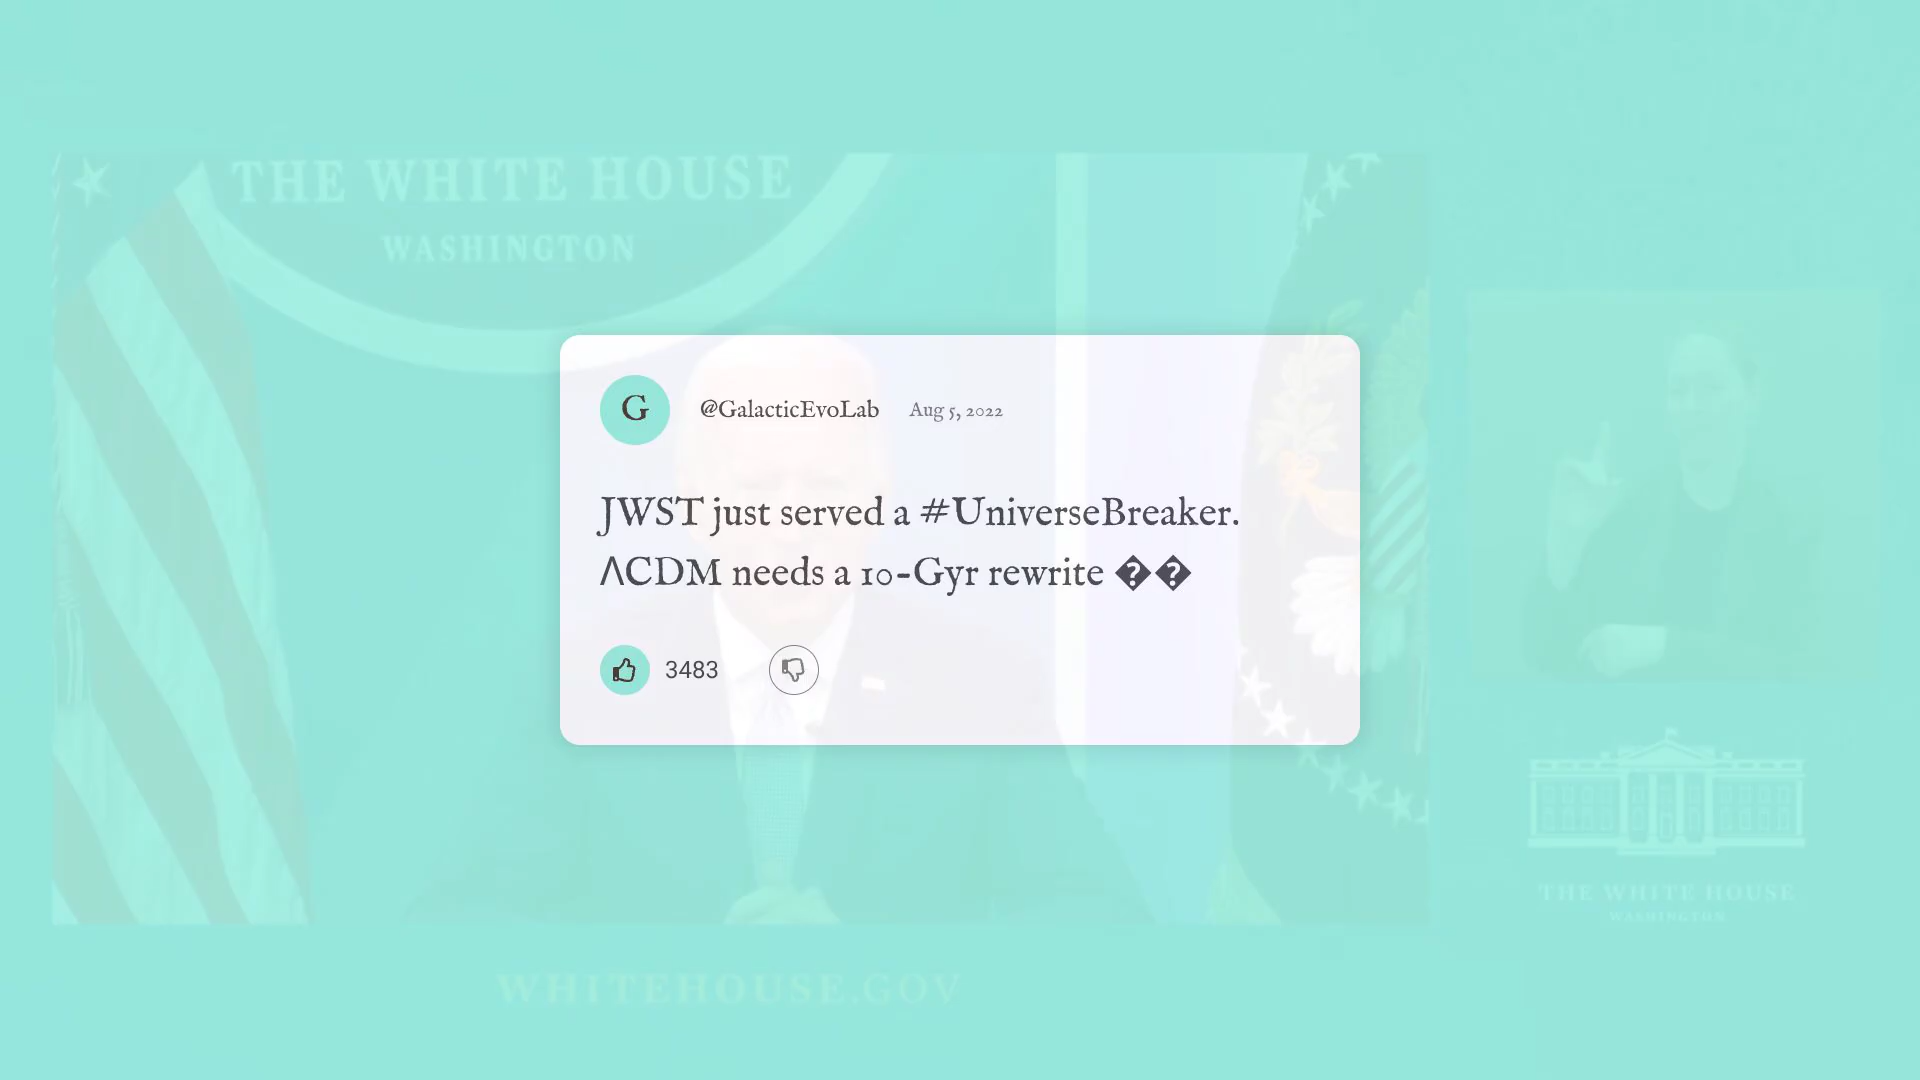 THE WHITE HOUSE
WASHINGTON
G
@GalacticEvoLab Aug 5, 2022
JWST just served a #UniverseBreaker.
ΛCDM needs a 10-Gyr rewrite ��
3483
THE WHITE HOUSE
WASHINGTON
WHITEHOUSE.GOV